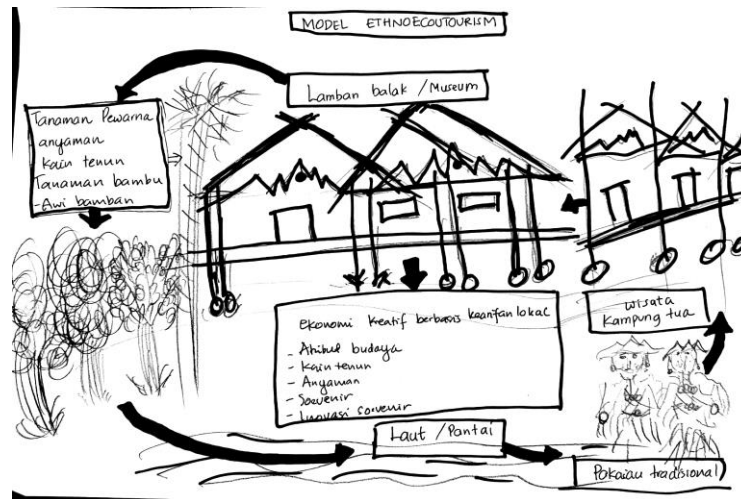 MODEL ETHNOECOUTOURISM
Lamban balak / Museum
Tanaman Pewarna
anyaman
kain tenun
Tanaman bambu
- Awi bamban
ekonomi kreatif berbasis kearifan lokal
- Atribut budaya
- Kain tenun
- Anyaman
- Souvenir
- Inovasi souvenir
wisata
kampung tua
Laut / Pantai
Pakaian tradisional